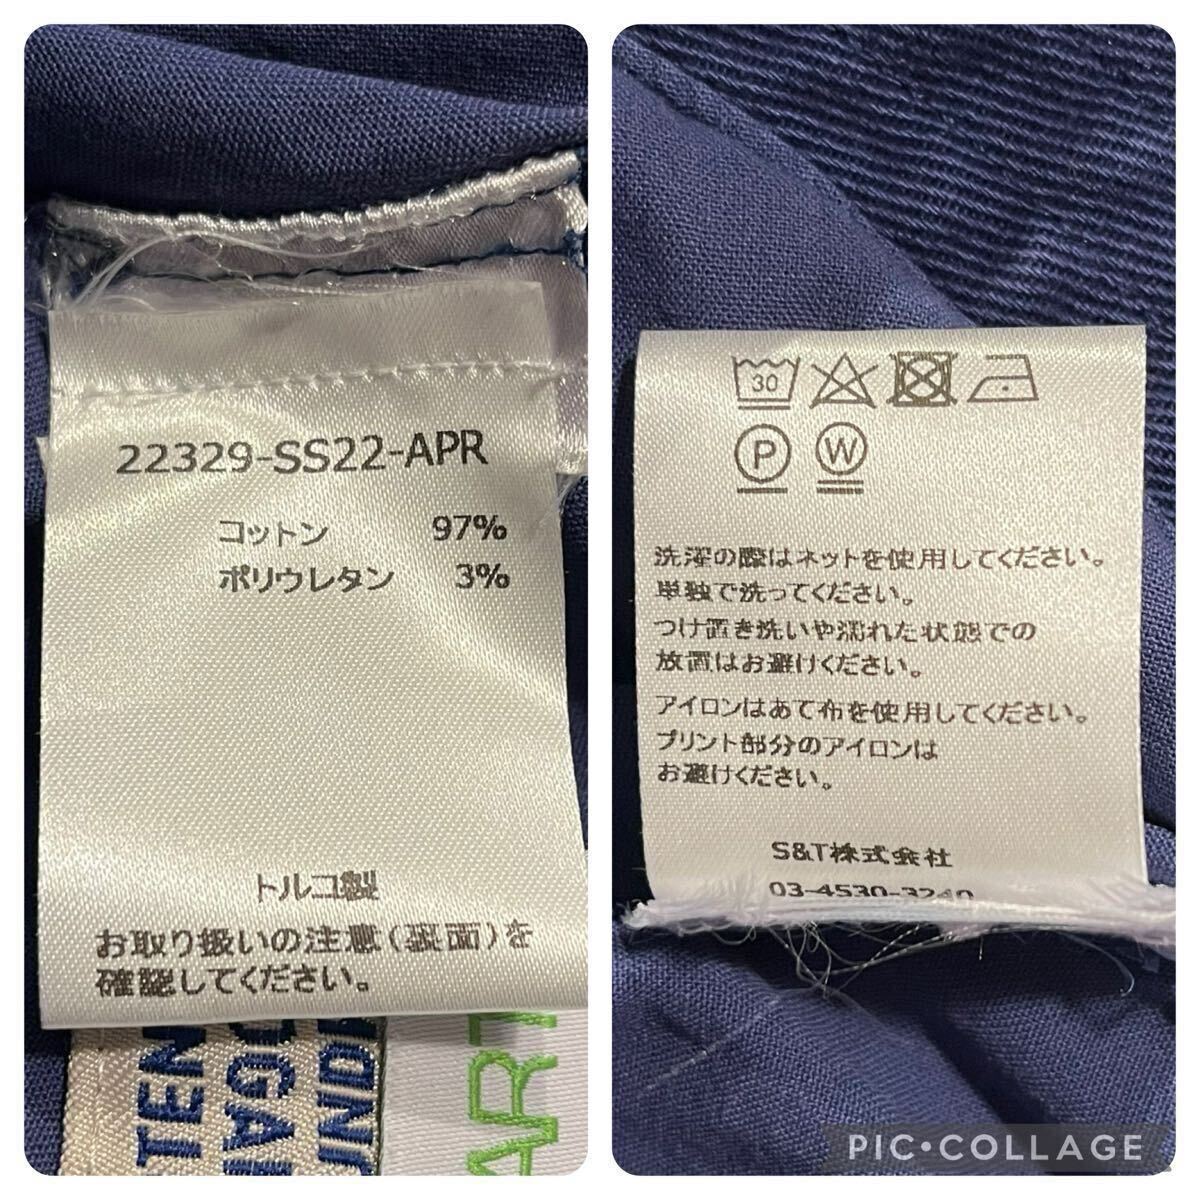 22329-SS22-APR
コットン 97%
ポリウレタン 3%
トルコ製
お取り扱いの注意(裏面)を
確認してください。
ART
30
P W
洗濯の際はネットを使用してください。
単独で洗ってください。
つけ置き洗いや濡れた状態での
放置はお避けください。
アイロンはあて布を使用してください。
プリント部分のアイロンは
お避けください。
S&T株式会社
03-4530-3240
PIC•COLLAGE